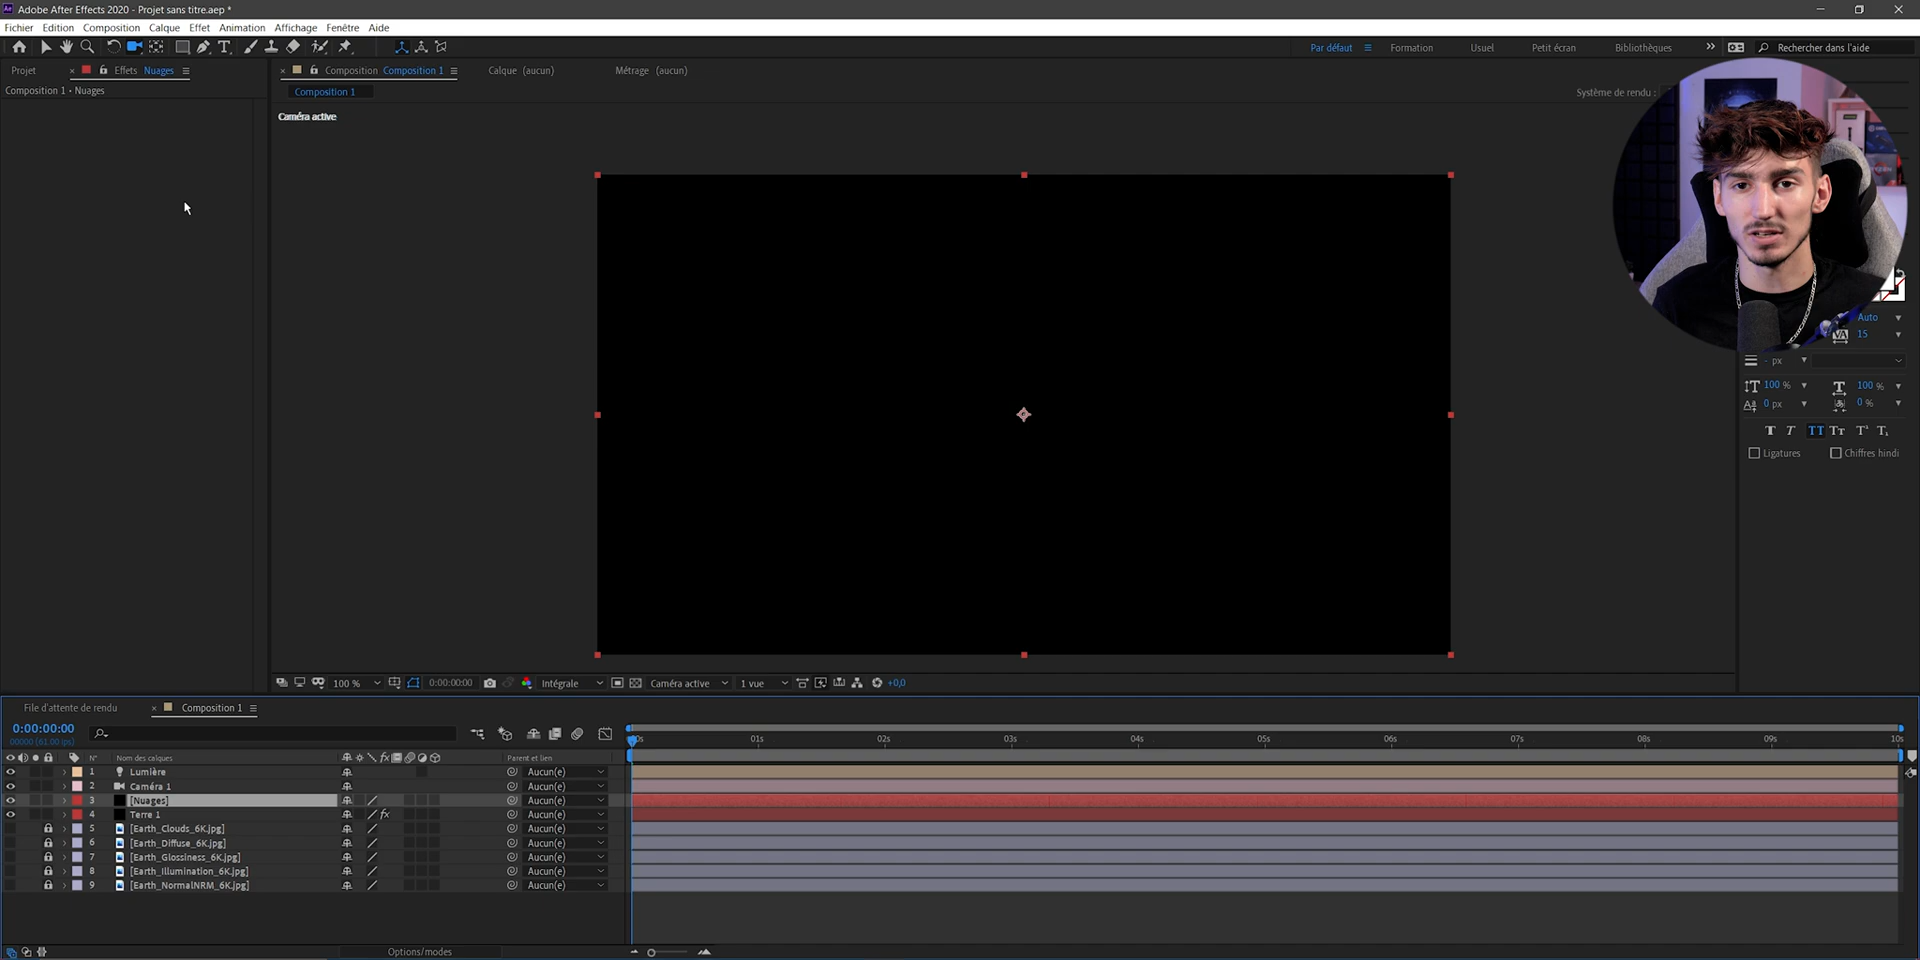 Adobe After Effects 2020 - Projet sans titre.aep *
Fichier Edition Composition Calque Effet Animation Affichage Fenêtre Aide
Par défaut Formation Usuel Petit écran Bibliothèques Rechercher dans l'aide
Projet Effets Nuages Composition Composition 1 Calque (aucun) Métrage (aucun)
Composition 1 • Nuages
Composition 1
Système de rendu :
Caméra active
Auto
15
- px
100 % 100 %
0 px 0 %
T T TT Tт T¹ T₁
Ligatures Chiffres hindi
100 % 0:00:00:00 Intégrale Caméra active 1 vue +0,0
File d'attente de rendu Composition 1
0:00:00:00
00000 (61.00 ips)
01s 02s 03s 04s 05s 06s 07s 08s 09s 10s
N° Nom des calques fx Parent et lien
1 Lumière Aucun(e)
2 Caméra 1 Aucun(e)
3 [Nuages] Aucun(e)
4 Terre 1 fx Aucun(e)
5 [Earth_Clouds_6K.jpg] Aucun(e)
6 [Earth_Diffuse_6K.jpg] Aucun(e)
7 [Earth_Glossiness_6K.jpg] Aucun(e)
8 [Earth_Illumination_6K.jpg] Aucun(e)
9 [Earth_NormalNRM_6K.jpg] Aucun(e)
Options/modes